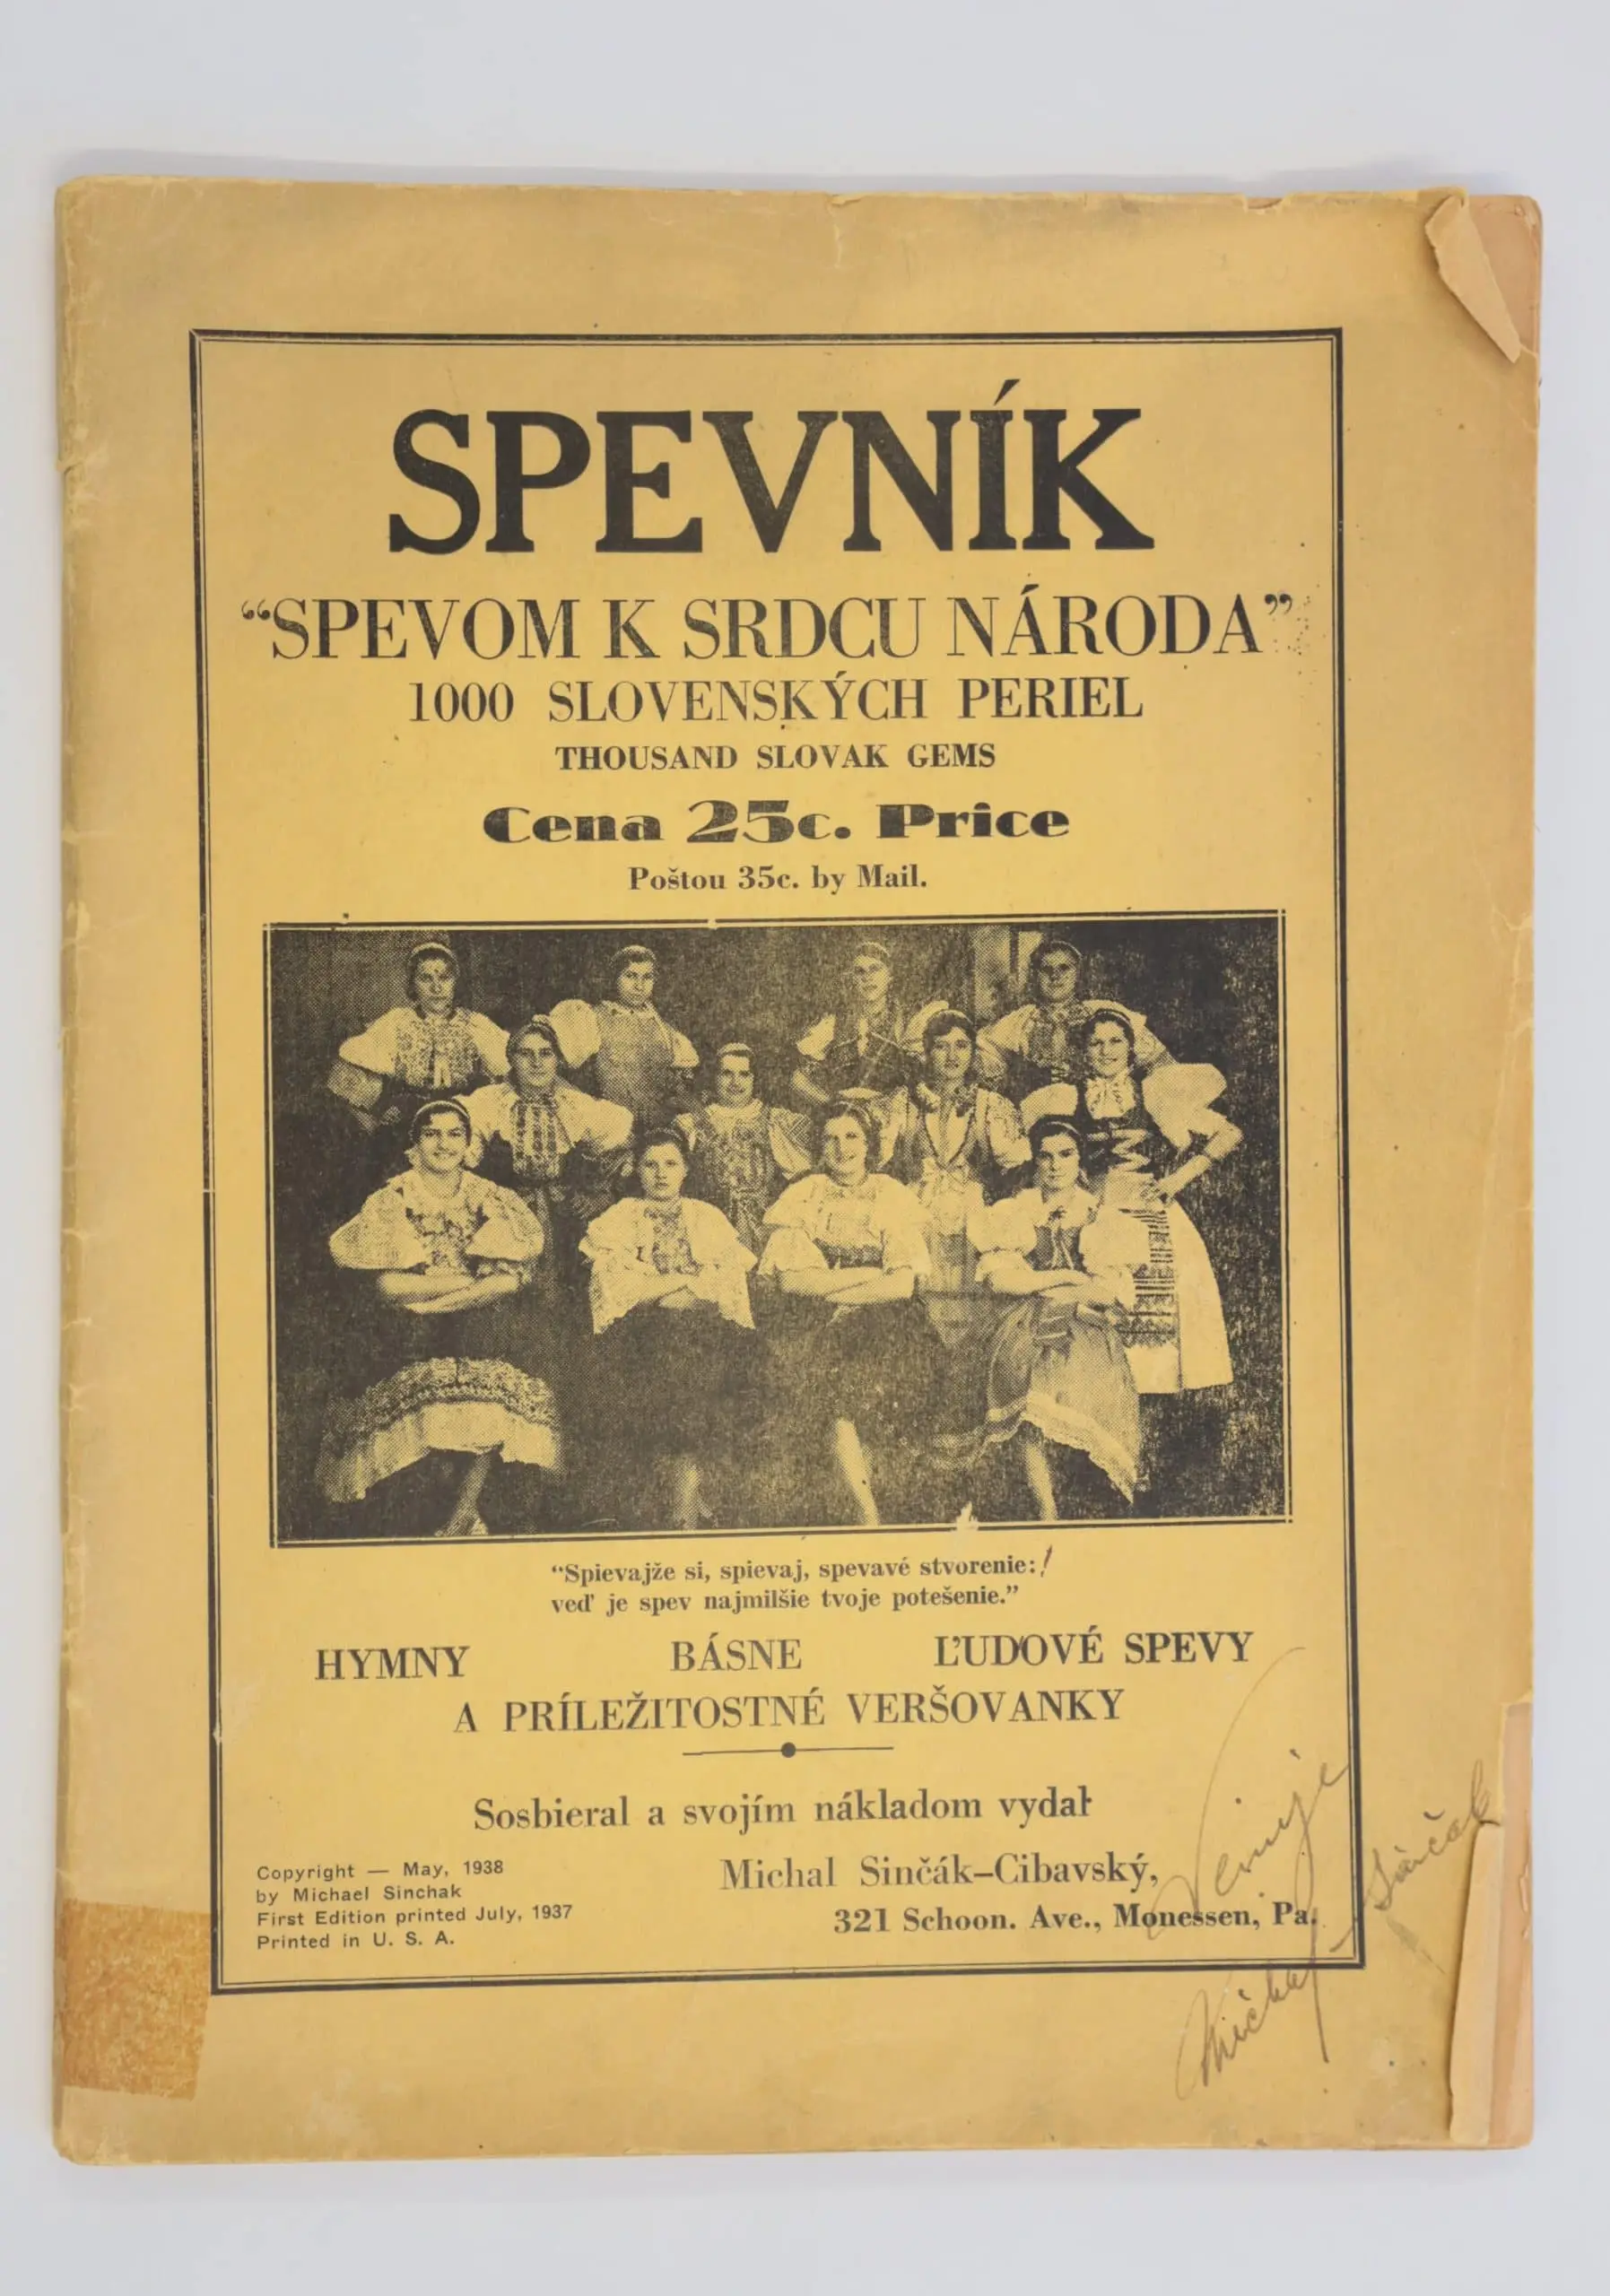 SPEVNÍK
“SPEVOM K SRDCU NÁRODA”
1000 SLOVENSKÝCH PERIEL
THOUSAND SLOVAK GEMS
Cena 25c. Price
Poštou 35c. by Mail.
“Spievajže si, spievaj, spevavé stvorenie:!
veď je spev najmilšie tvoje potešenie.”
HYMNY BÁSNE ĽUDOVÉ SPEVY
A PRÍLEŽITOSTNÉ VERŠOVANKY
Sosbieral a svojím nákladom vydal
Michal Sinčák–Cibavský,
321 Schoon. Ave., Monessen, Pa.
Copyright — May, 1938
by Michael Sinchak
First Edition printed July, 1937
Printed in U. S. A.
Venuje
Michal Sinčák